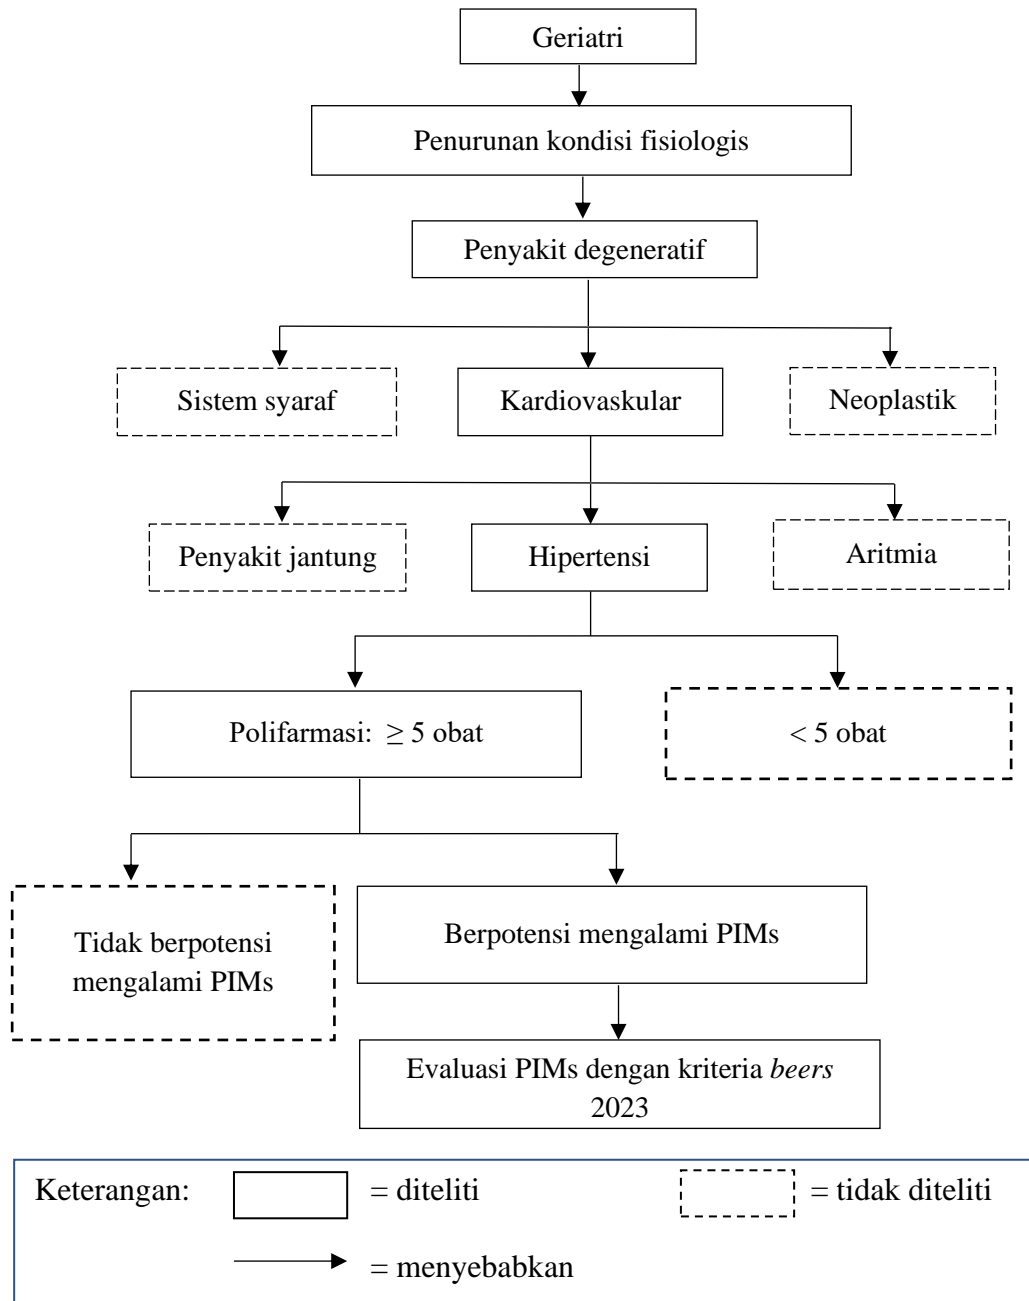 Geriatri
Penurunan kondisi fisiologis
Penyakit degeneratif
Sistem syaraf
Kardiovaskular
Neoplastik
Penyakit jantung
Hipertensi
Aritmia
Polifarmasi: ≥ 5 obat
< 5 obat
Tidak berpotensi
mengalami PIMs
Berpotensi mengalami PIMs
Evaluasi PIMs dengan kriteria beers
2023
Keterangan:
= diteliti
= tidak diteliti
= menyebabkan